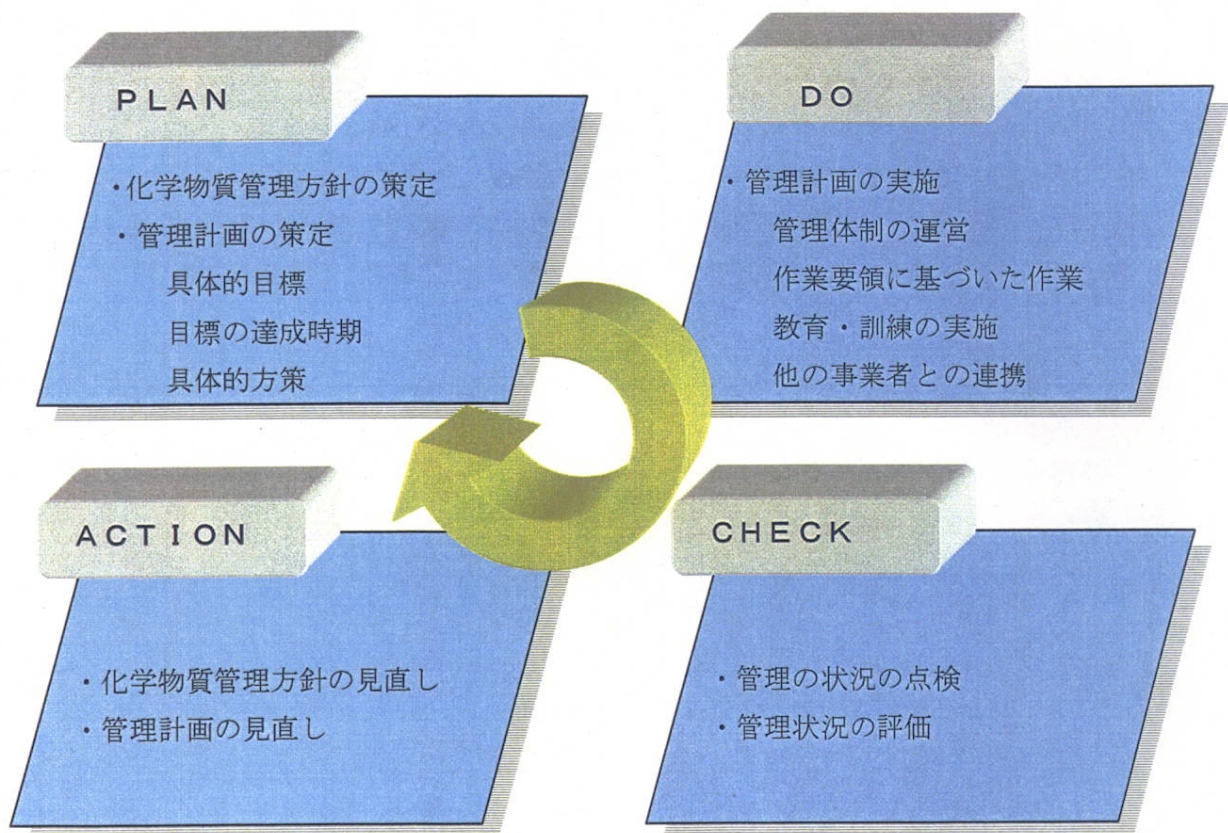 PLAN
・化学物質管理方針の策定
・管理計画の策定
具体的目標
目標の達成時期
具体的方策
DO
・管理計画の実施
管理体制の運営
作業要領に基づいた作業
教育・訓練の実施
他の事業者との連携
ACTION
・化学物質管理方針の見直し
・管理計画の見直し
CHECK
・管理の状況の点検
・管理状況の評価